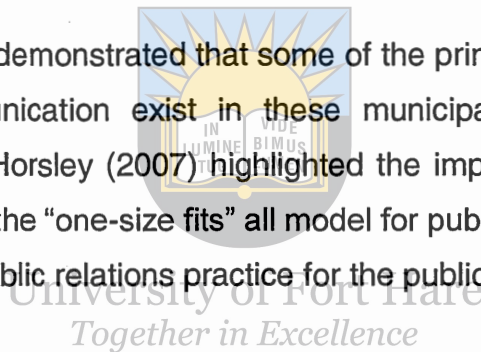 demonstrated that some of the prin
unication exist in these municipa
Horsley (2007) highlighted the imp
the “one-size fits” all model for pub
blic relations practice for the public
IN VIDE
LUMINE BIMUS
TUO
University of Fort Hare
Together in Excellence